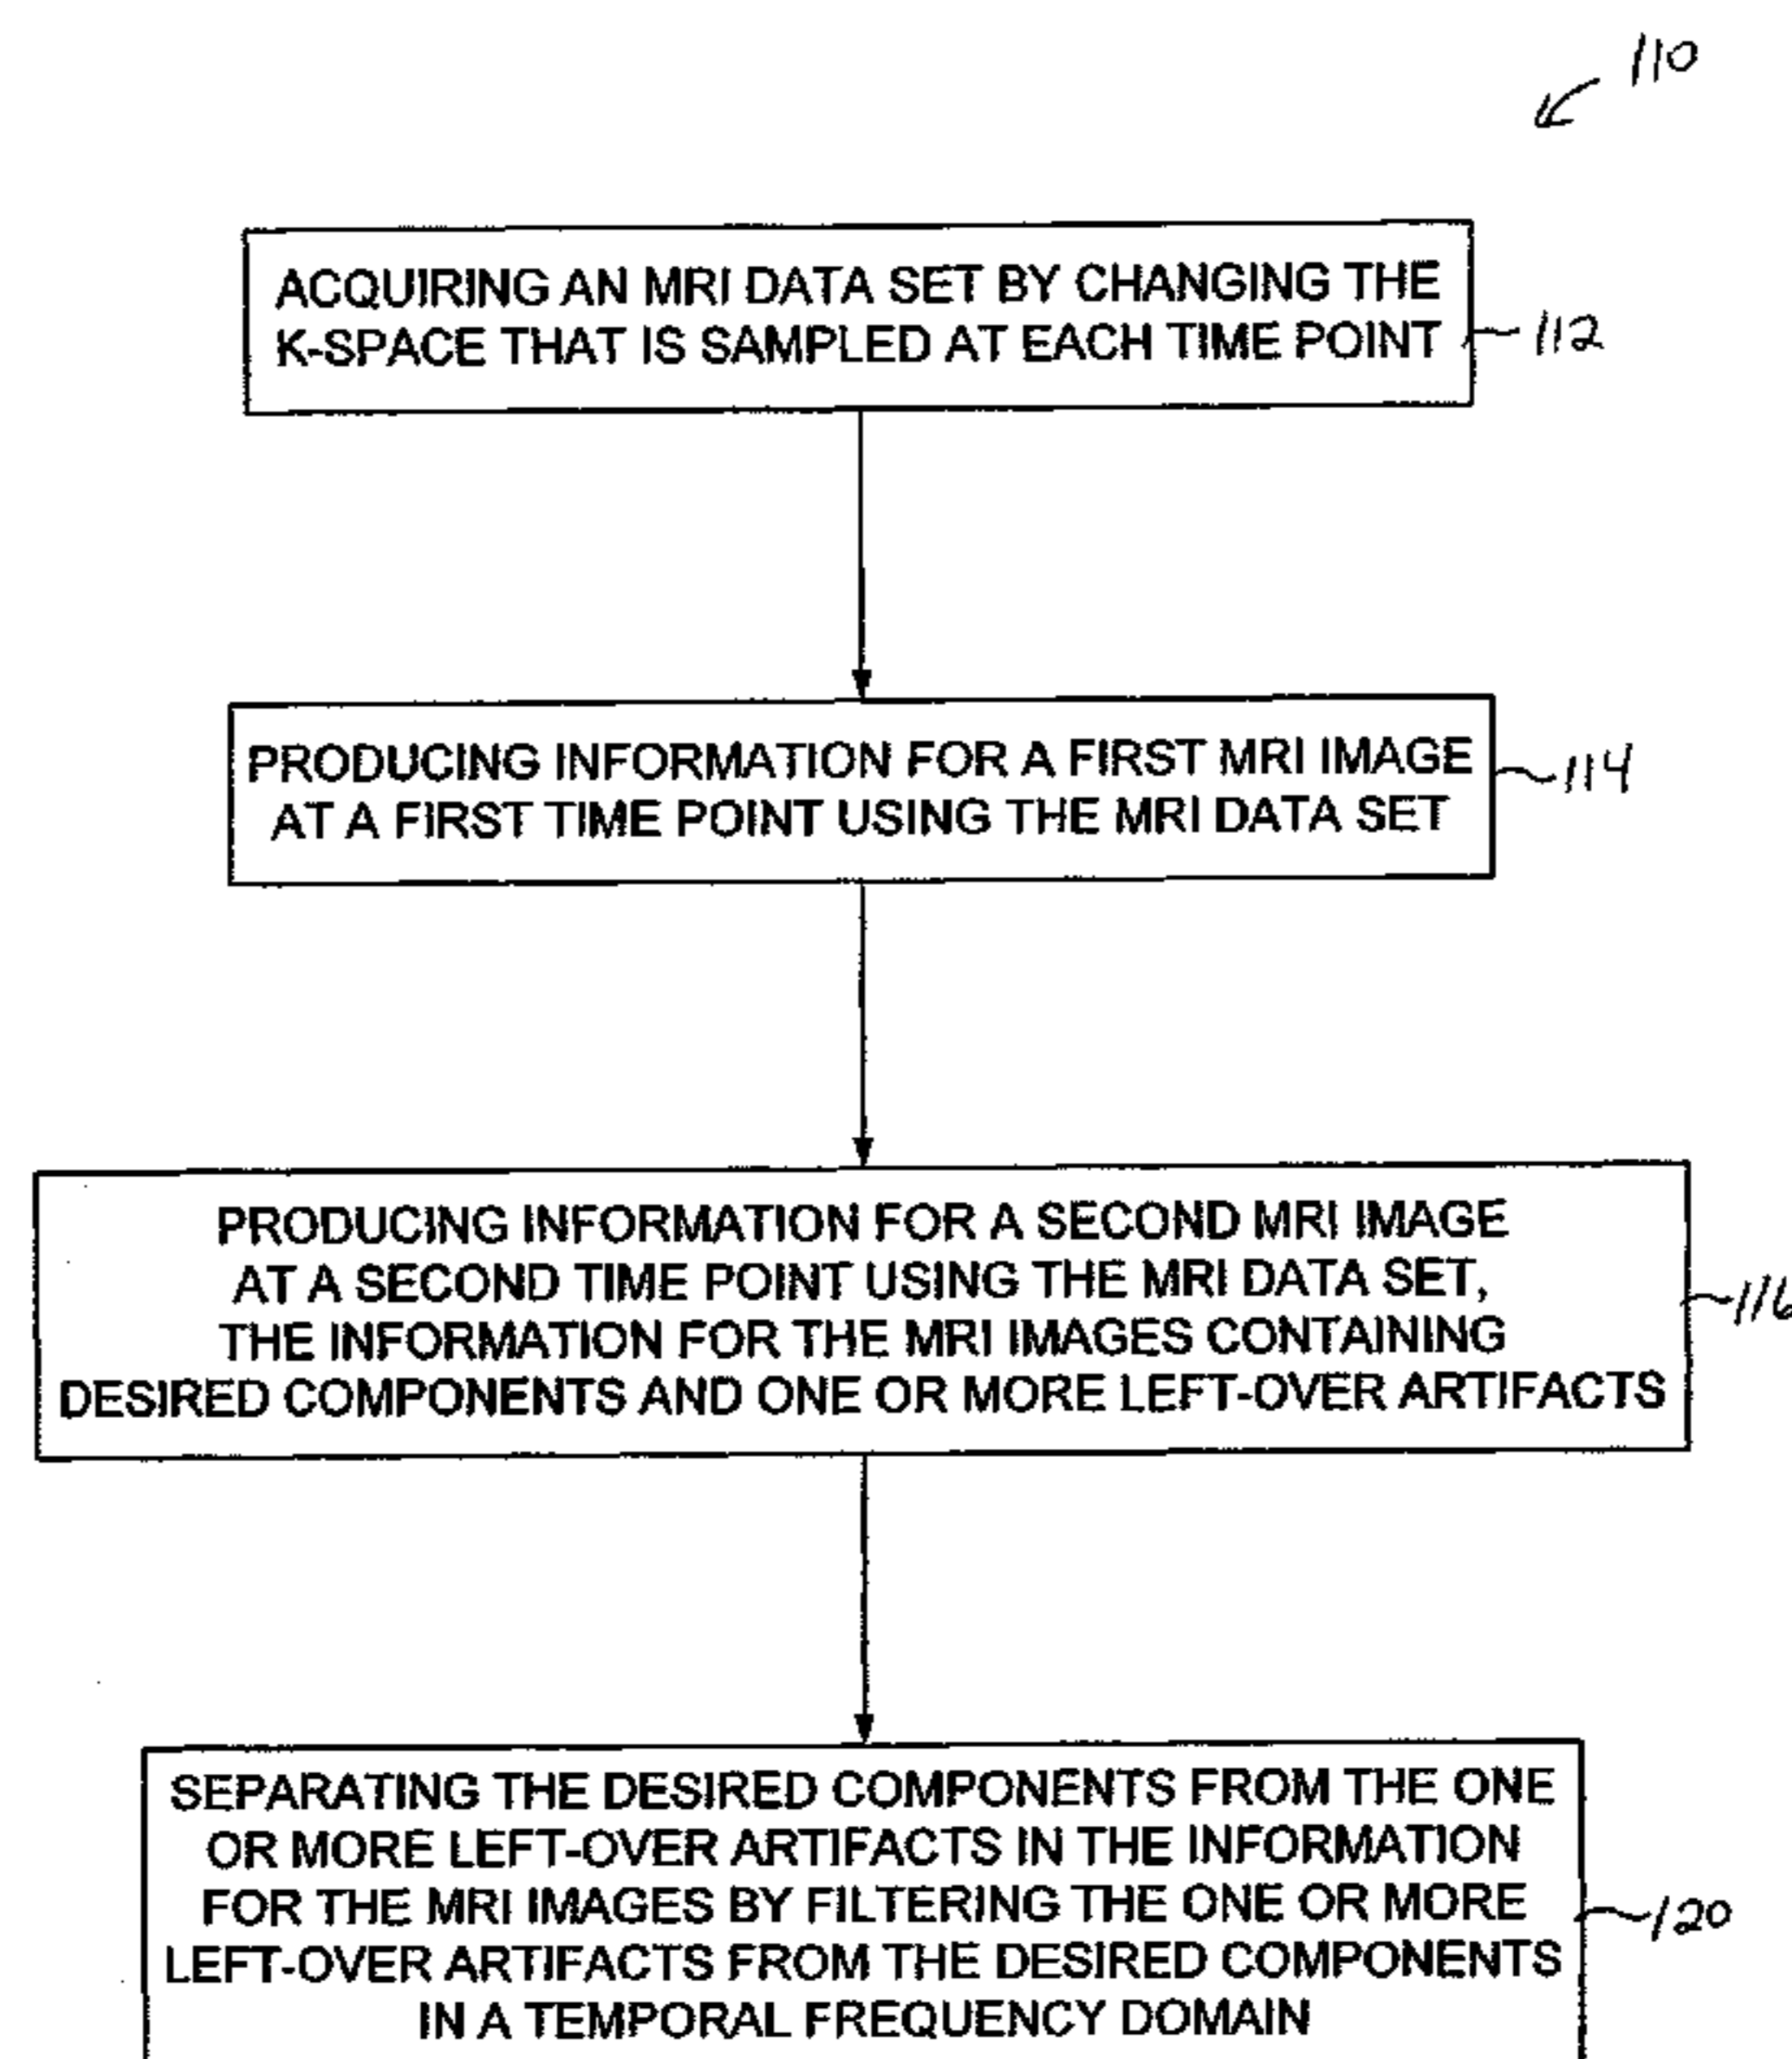 110
ACQUIRING AN MRI DATA SET BY CHANGING THE
K-SPACE THAT IS SAMPLED AT EACH TIME POINT
112
PRODUCING INFORMATION FOR A FIRST MRI IMAGE
AT A FIRST TIME POINT USING THE MRI DATA SET
114
PRODUCING INFORMATION FOR A SECOND MRI IMAGE
AT A SECOND TIME POINT USING THE MRI DATA SET,
THE INFORMATION FOR THE MRI IMAGES CONTAINING
DESIRED COMPONENTS AND ONE OR MORE LEFT-OVER ARTIFACTS
116
SEPARATING THE DESIRED COMPONENTS FROM THE ONE
OR MORE LEFT-OVER ARTIFACTS IN THE INFORMATION
FOR THE MRI IMAGES BY FILTERING THE ONE OR MORE
LEFT-OVER ARTIFACTS FROM THE DESIRED COMPONENTS
IN A TEMPORAL FREQUENCY DOMAIN
120